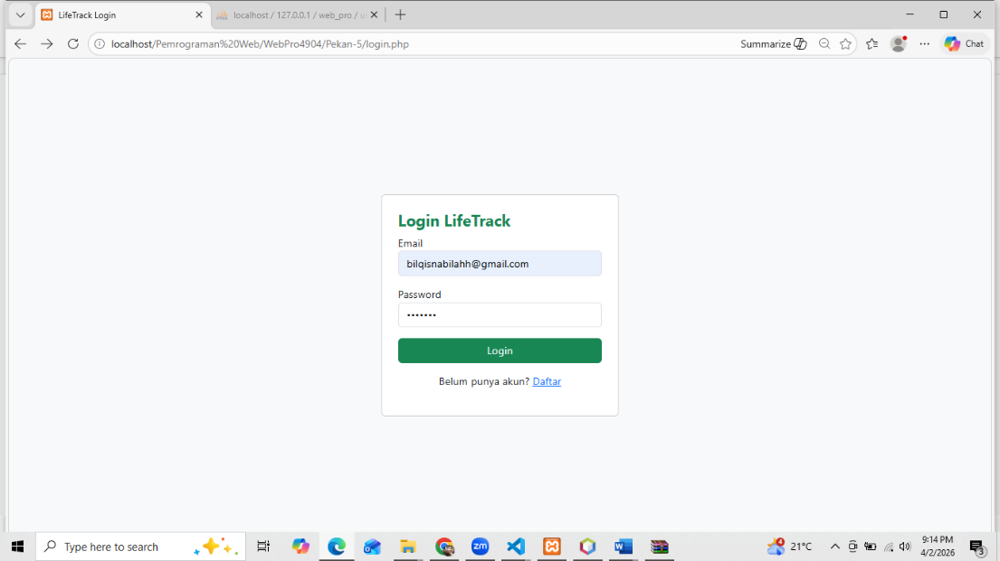 LifeTrack Login
localhost / 127.0.0.1 / web_pro / u
localhost/Pemrograman%20Web/WebPro4904/Pekan-5/login.php
Summarize
Chat
Login LifeTrack
Email
bilqisnabilahh@gmail.com
Password
•••••••
Login
Belum punya akun? Daftar
Type here to search
zm
4
21°C
9:14 PM
4/2/2026
3